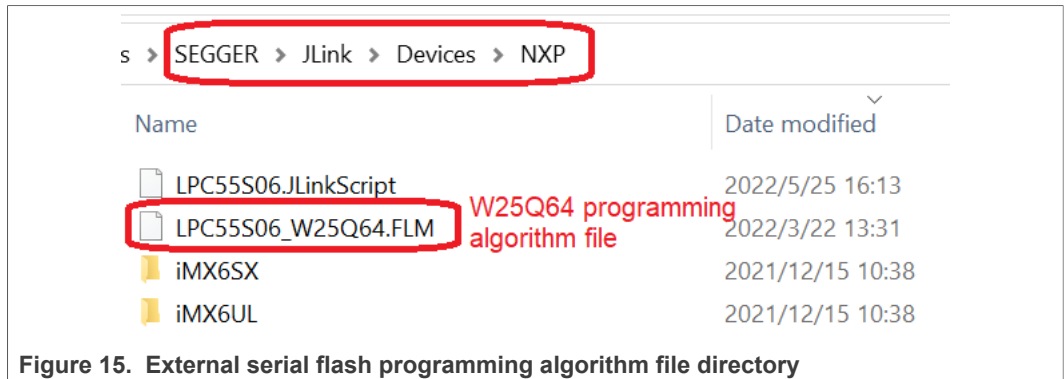 s > SEGGER > JLink > Devices > NXP
Name Date modified
LPC55S06.JLinkScript 2022/5/25 16:13
LPC55S06_W25Q64.FLM W25Q64 programming algorithm file 2022/3/22 13:31
iMX6SX 2021/12/15 10:38
iMX6UL 2021/12/15 10:38
Figure 15. External serial flash programming algorithm file directory